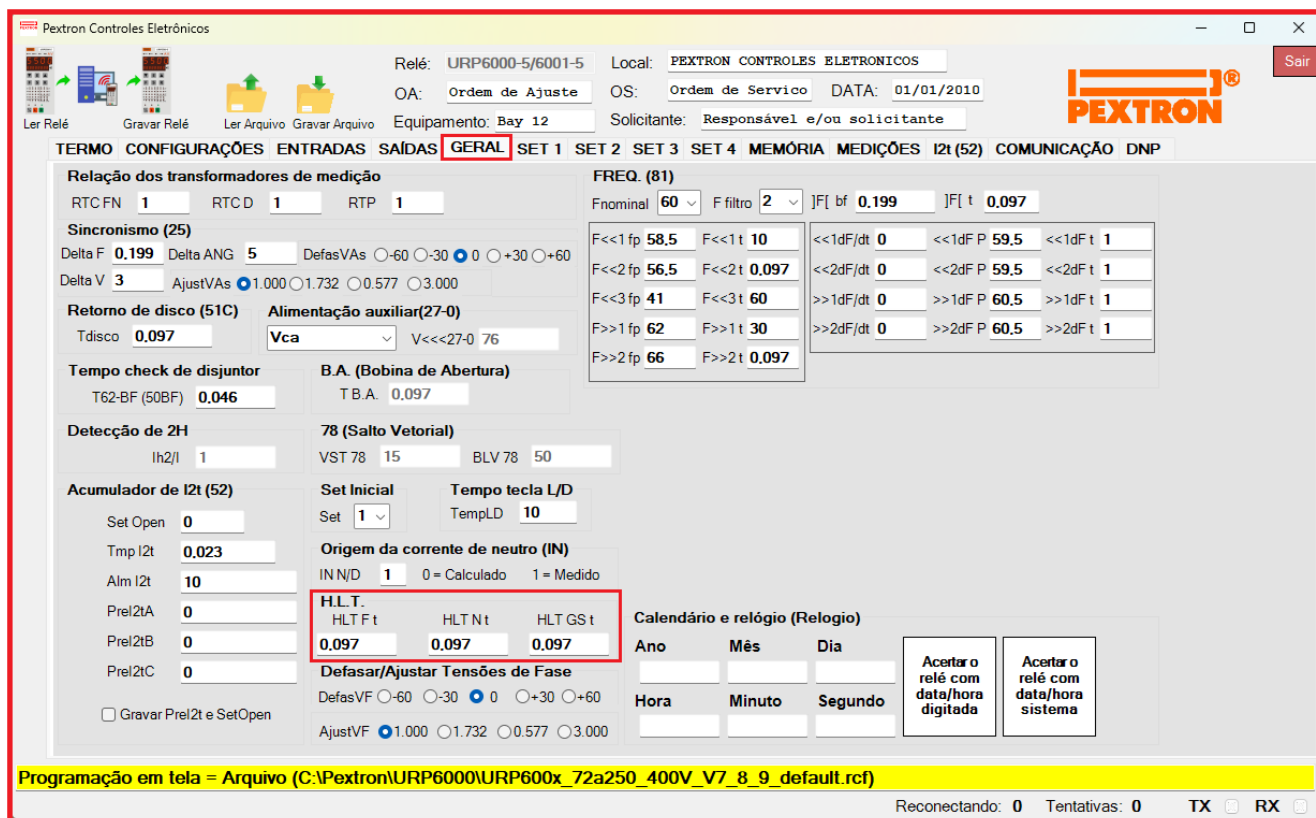 Pextron Controles Eletrônicos
Relé: URP6000-5/6001-5 Local: PEXTRON CONTROLES ELETRONICOS Sair
OA: Ordem de Ajuste OS: Ordem de Servico DATA: 01/01/2010
Ler Relé Gravar Relé Ler Arquivo Gravar Arquivo Equipamento: Bay 12 Solicitante: Responsável e/ou solicitante
PEXTRON®
TERMO CONFIGURAÇÕES ENTRADAS SAÍDAS GERAL SET 1 SET 2 SET 3 SET 4 MEMÓRIA MEDIÇÕES I2t (52) COMUNICAÇÃO DNP
Relação dos transformadores de medição
RTC FN 1 RTC D 1 RTP 1
Sincronismo (25)
Delta F 0.199 Delta ANG 5 DefasVAs -60 -30 0 +30 +60
Delta V 3 AjustVAs 1.000 1.732 0.577 3.000
Retorno de disco (51C)
Tdisco 0.097
Alimentação auxiliar(27-0)
Vca V<<<27-0 76
Tempo check de disjuntor
T62-BF (50BF) 0.046
B.A. (Bobina de Abertura)
T B.A. 0.097
Detecção de 2H
Ih2/I 1
78 (Salto Vetorial)
VST 78 15 BLV 78 50
Acumulador de I2t (52)
Set Open 0
Tmp I2t 0.023
Alm I2t 10
PreI2tA 0
PreI2tB 0
PreI2tC 0
Gravar PreI2t e SetOpen
Set Inicial
Set 1
Tempo tecla L/D
TempLD 10
Origem da corrente de neutro (IN)
IN N/D 1 0 = Calculado 1 = Medido
H.L.T.
HLT F t HLT N t HLT GS t
0.097 0.097 0.097
Defasar/Ajustar Tensões de Fase
DefasVF -60 -30 0 +30 +60
AjustVF 1.000 1.732 0.577 3.000
FREQ. (81)
Fnominal 60 F filtro 2 ]F[ bf 0.199 ]F[ t 0.097
F<<1 fp 58.5 F<<1 t 10 <<1dF/dt 0 <<1dF P 59.5 <<1dF t 1
F<<2 fp 56.5 F<<2 t 0.097 <<2dF/dt 0 <<2dF P 59.5 <<2dF t 1
F<<3 fp 41 F<<3 t 60 >>1dF/dt 0 >>1dF P 60.5 >>1dF t 1
F>>1 fp 62 F>>1 t 30 >>2dF/dt 0 >>2dF P 60.5 >>2dF t 1
F>>2 fp 66 F>>2 t 0.097
Calendário e relógio (Relogio)
Ano Mês Dia
Hora Minuto Segundo
Acertar o
relé com
data/hora
digitada
Acertar o
relé com
data/hora
sistema
Programação em tela = Arquivo (C:\Pextron\URP6000\URP600x_72a250_400V_V7_8_9_default.rcf)
Reconectando: 0 Tentativas: 0 TX RX